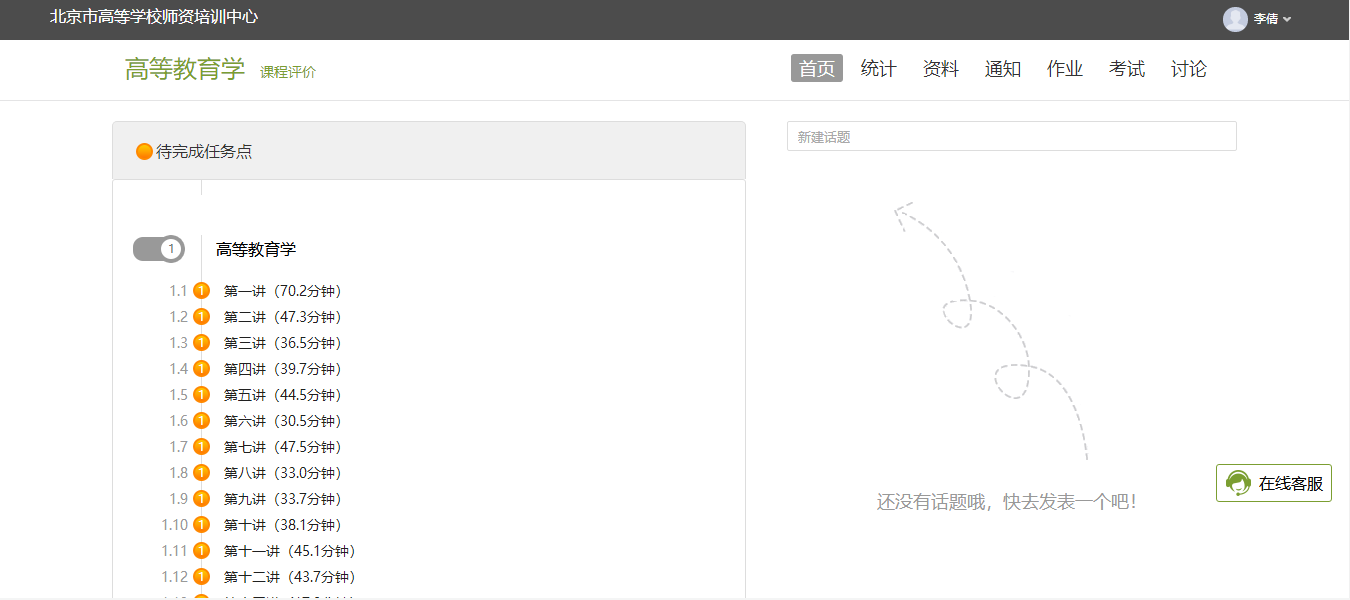 北京市高等学校师资培训中心
李倩
高等教育学 课程评价
首页 统计 资料 通知 作业 考试 讨论
待完成任务点
1 高等教育学
1.1 1 第一讲（70.2分钟）
1.2 1 第二讲（47.3分钟）
1.3 1 第三讲（36.5分钟）
1.4 1 第四讲（39.7分钟）
1.5 1 第五讲（44.5分钟）
1.6 1 第六讲（30.5分钟）
1.7 1 第七讲（47.5分钟）
1.8 1 第八讲（33.0分钟）
1.9 1 第九讲（33.7分钟）
1.10 1 第十讲（38.1分钟）
1.11 1 第十一讲（45.1分钟）
1.12 1 第十二讲（43.7分钟）
新建话题
还没有话题哦，快去发表一个吧！
在线客服